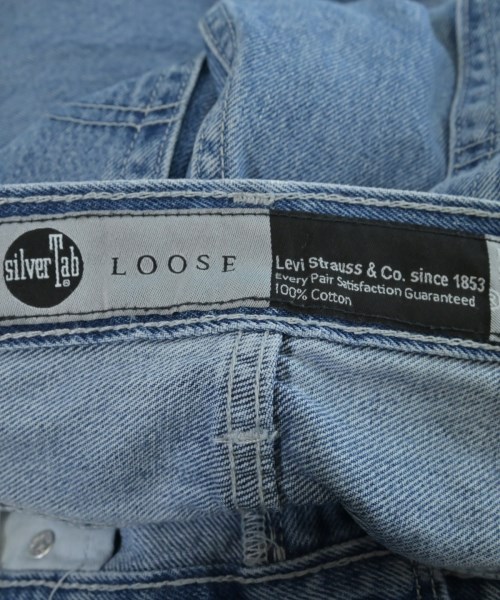 silverTab®
LOOSE
Levi Strauss & Co. since 1853
Every Pair Satisfaction Guaranteed
100% Cotton